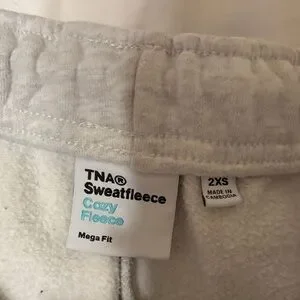 TNA®
Sweatfleece
Cozy
Fleece
Mega Fit
2XS
MADE IN
CAMBODIA